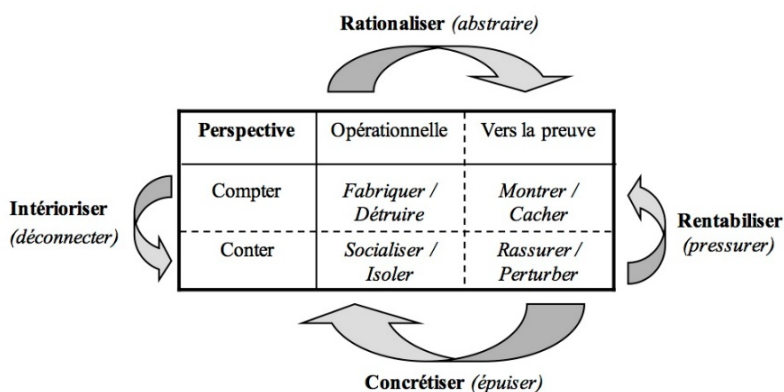 Rationaliser (abstraire)
Perspective Opérationnelle Vers la preuve
Compter Fabriquer / Détruire Montrer / Cacher
Intérioriser (déconnecter)
Rentabiliser (pressurer)
Conter Socialiser / Isoler Rassurer / Perturber
Concrétiser (épuiser)